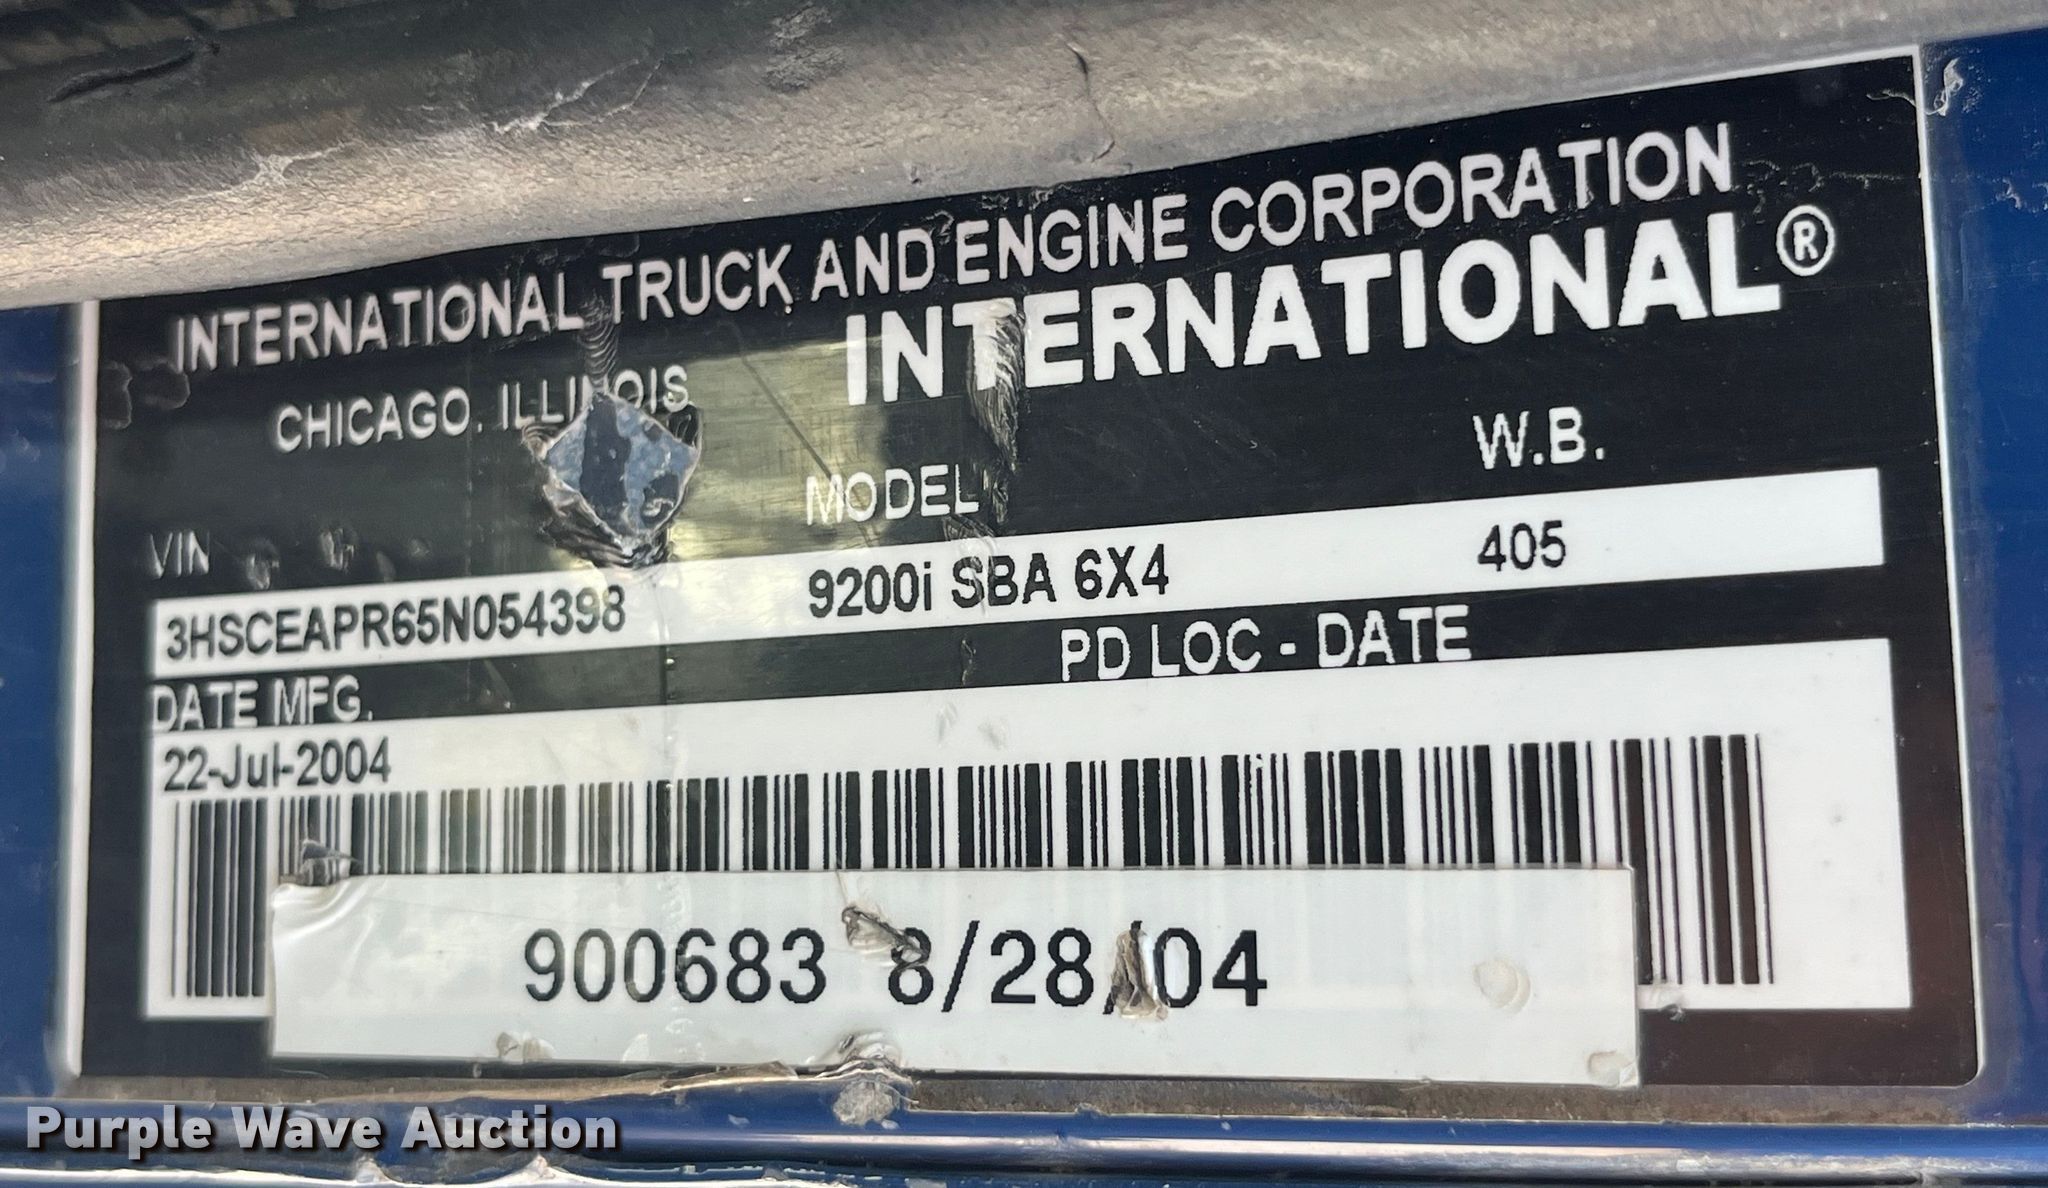 INTERNATIONAL TRUCK AND ENGINE CORPORATION
CHICAGO, ILLINOIS
INTERNATIONAL®
VIN
MODEL
W.B.
3HSCEAPR65N054398
9200i SBA 6X4
405
DATE MFG.
PD LOC - DATE
22-Jul-2004
900683 8/28/04
Purple Wave Auction